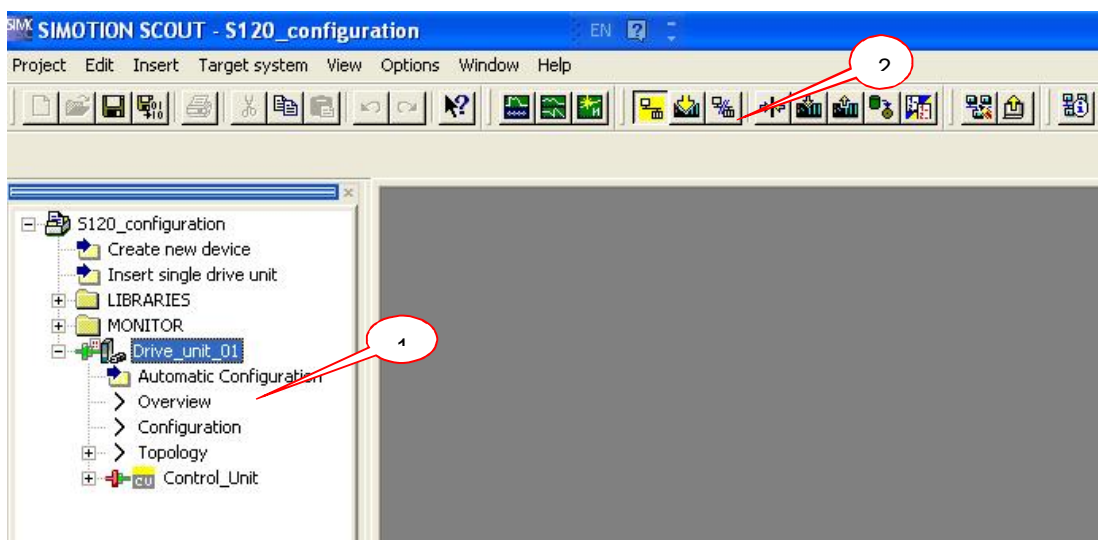 SIMOTION SCOUT - S120_configuration
EN
Project Edit Insert Target system View Options Window Help
2
S120_configuration
Create new device
Insert single drive unit
LIBRARIES
MONITOR
Drive_unit_01
1
Automatic Configuration
Overview
Configuration
Topology
CU Control_Unit